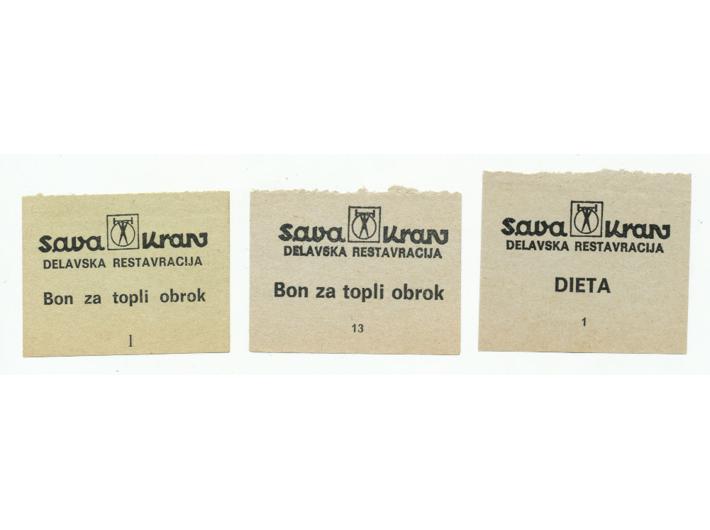 Sava Kranj
DELAVSKA RESTAVRACIJA
Bon za topli obrok
1
Sava Kranj
DELAVSKA RESTAVRACIJA
Bon za topli obrok
13
Sava Kranj
DELAVSKA RESTAVRACIJA
DIETA
1